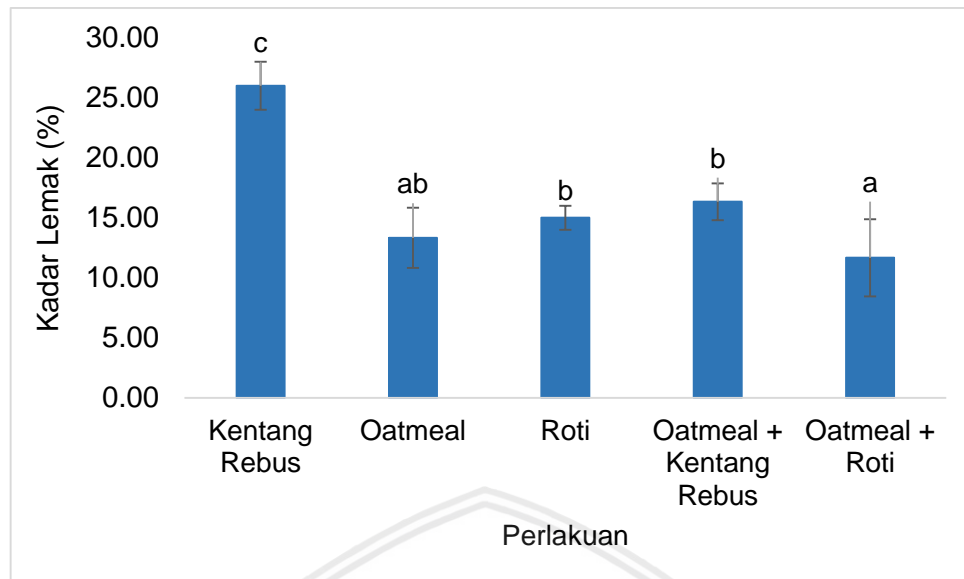 Kadar Lemak (%)
30.00
25.00
20.00
15.00
10.00
5.00
0.00
c
ab
b
b
a
Kentang
Rebus
Oatmeal
Roti
Oatmeal +
Kentang
Rebus
Oatmeal +
Roti
Perlakuan